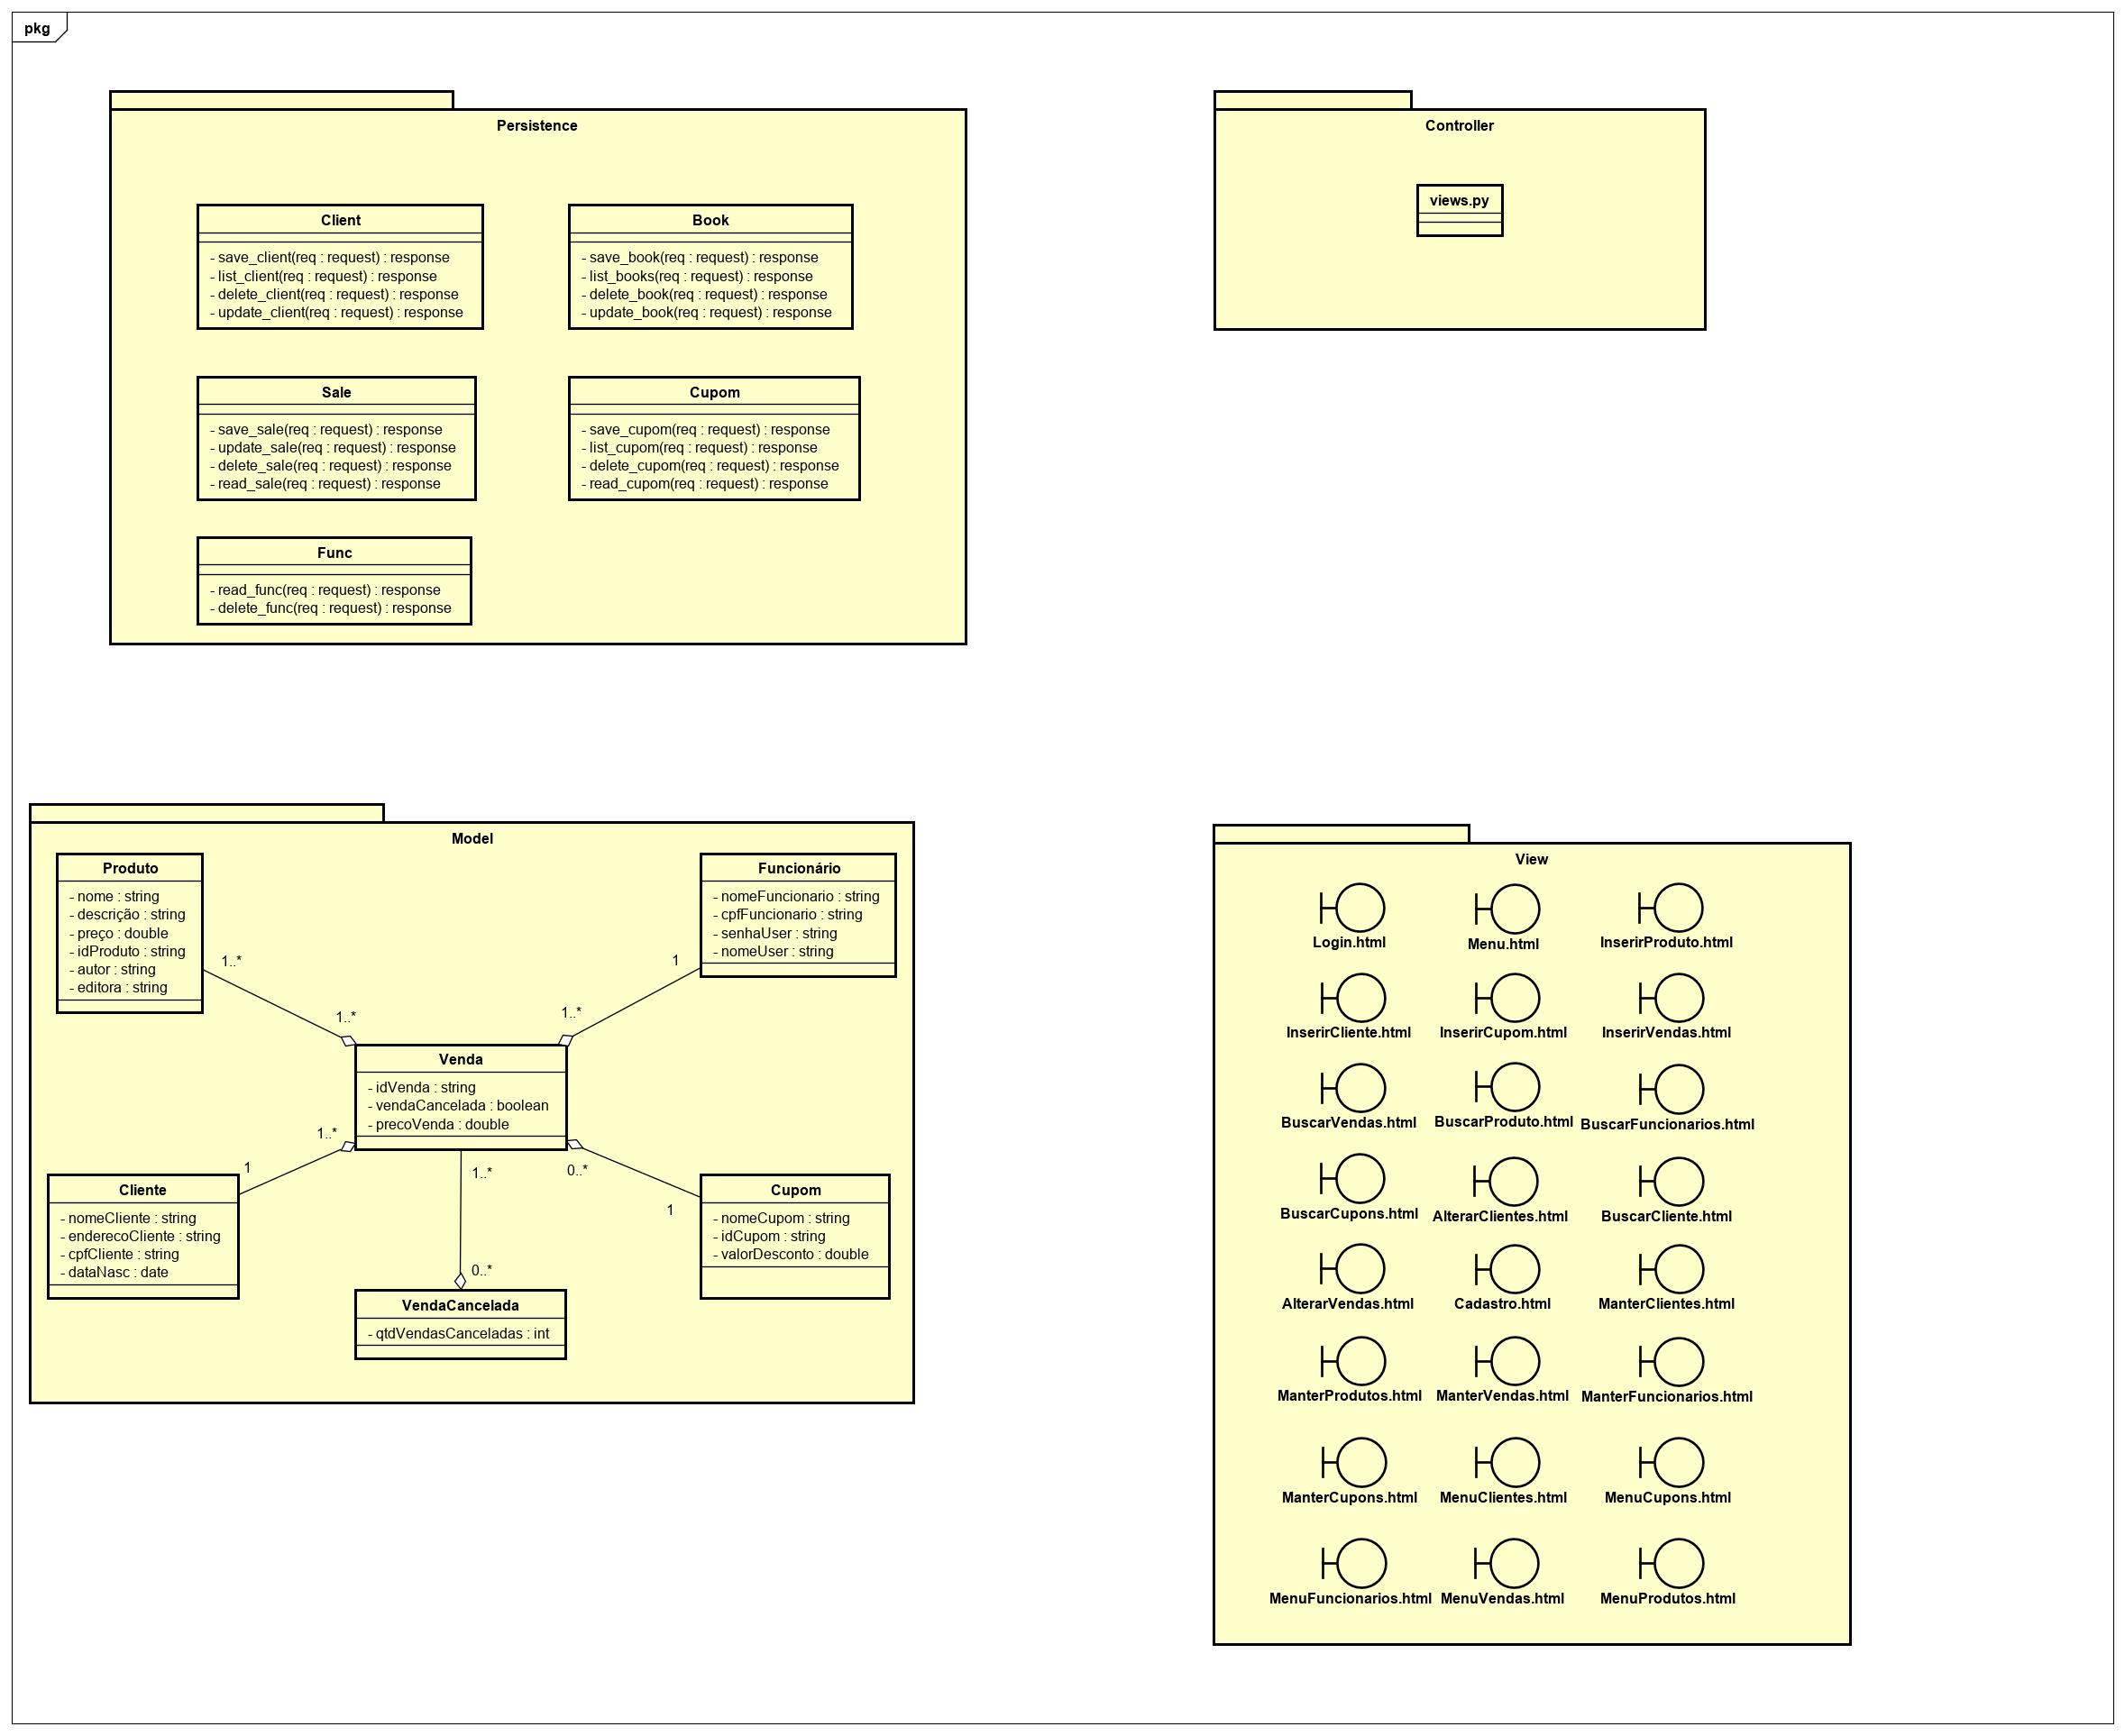 pkg
Persistence
Client
- save_client(req : request) : response
- list_client(req : request) : response
- delete_client(req : request) : response
- update_client(req : request) : response
Book
- save_book(req : request) : response
- list_books(req : request) : response
- delete_book(req : request) : response
- update_book(req : request) : response
Sale
- save_sale(req : request) : response
- update_sale(req : request) : response
- delete_sale(req : request) : response
- read_sale(req : request) : response
Cupom
- save_cupom(req : request) : response
- list_cupom(req : request) : response
- delete_cupom(req : request) : response
- read_cupom(req : request) : response
Func
- read_func(req : request) : response
- delete_func(req : request) : response
Controller
views.py
Model
Produto
- nome : string
- descrição : string
- preço : double
- idProduto : string
- autor : string
- editora : string
Funcionário
- nomeFuncionario : string
- cpfFuncionario : string
- senhaUser : string
- nomeUser : string
1..*
1
1..*
1..*
Venda
- idVenda : string
- vendaCancelada : boolean
- precoVenda : double
1..*
1
1..*
0..*
1
Cliente
- nomeCliente : string
- enderecoCliente : string
- cpfCliente : string
- dataNasc : date
Cupom
- nomeCupom : string
- idCupom : string
- valorDesconto : double
0..*
VendaCancelada
- qtdVendasCanceladas : int
View
Login.html
Menu.html
InserirProduto.html
InserirCliente.html
InserirCupom.html
InserirVendas.html
BuscarVendas.html
BuscarProduto.html
BuscarFuncionarios.html
BuscarCupons.html
AlterarClientes.html
BuscarCliente.html
AlterarVendas.html
Cadastro.html
ManterClientes.html
ManterProdutos.html
ManterVendas.html
ManterFuncionarios.html
ManterCupons.html
MenuClientes.html
MenuCupons.html
MenuFuncionarios.html
MenuVendas.html
MenuProdutos.html